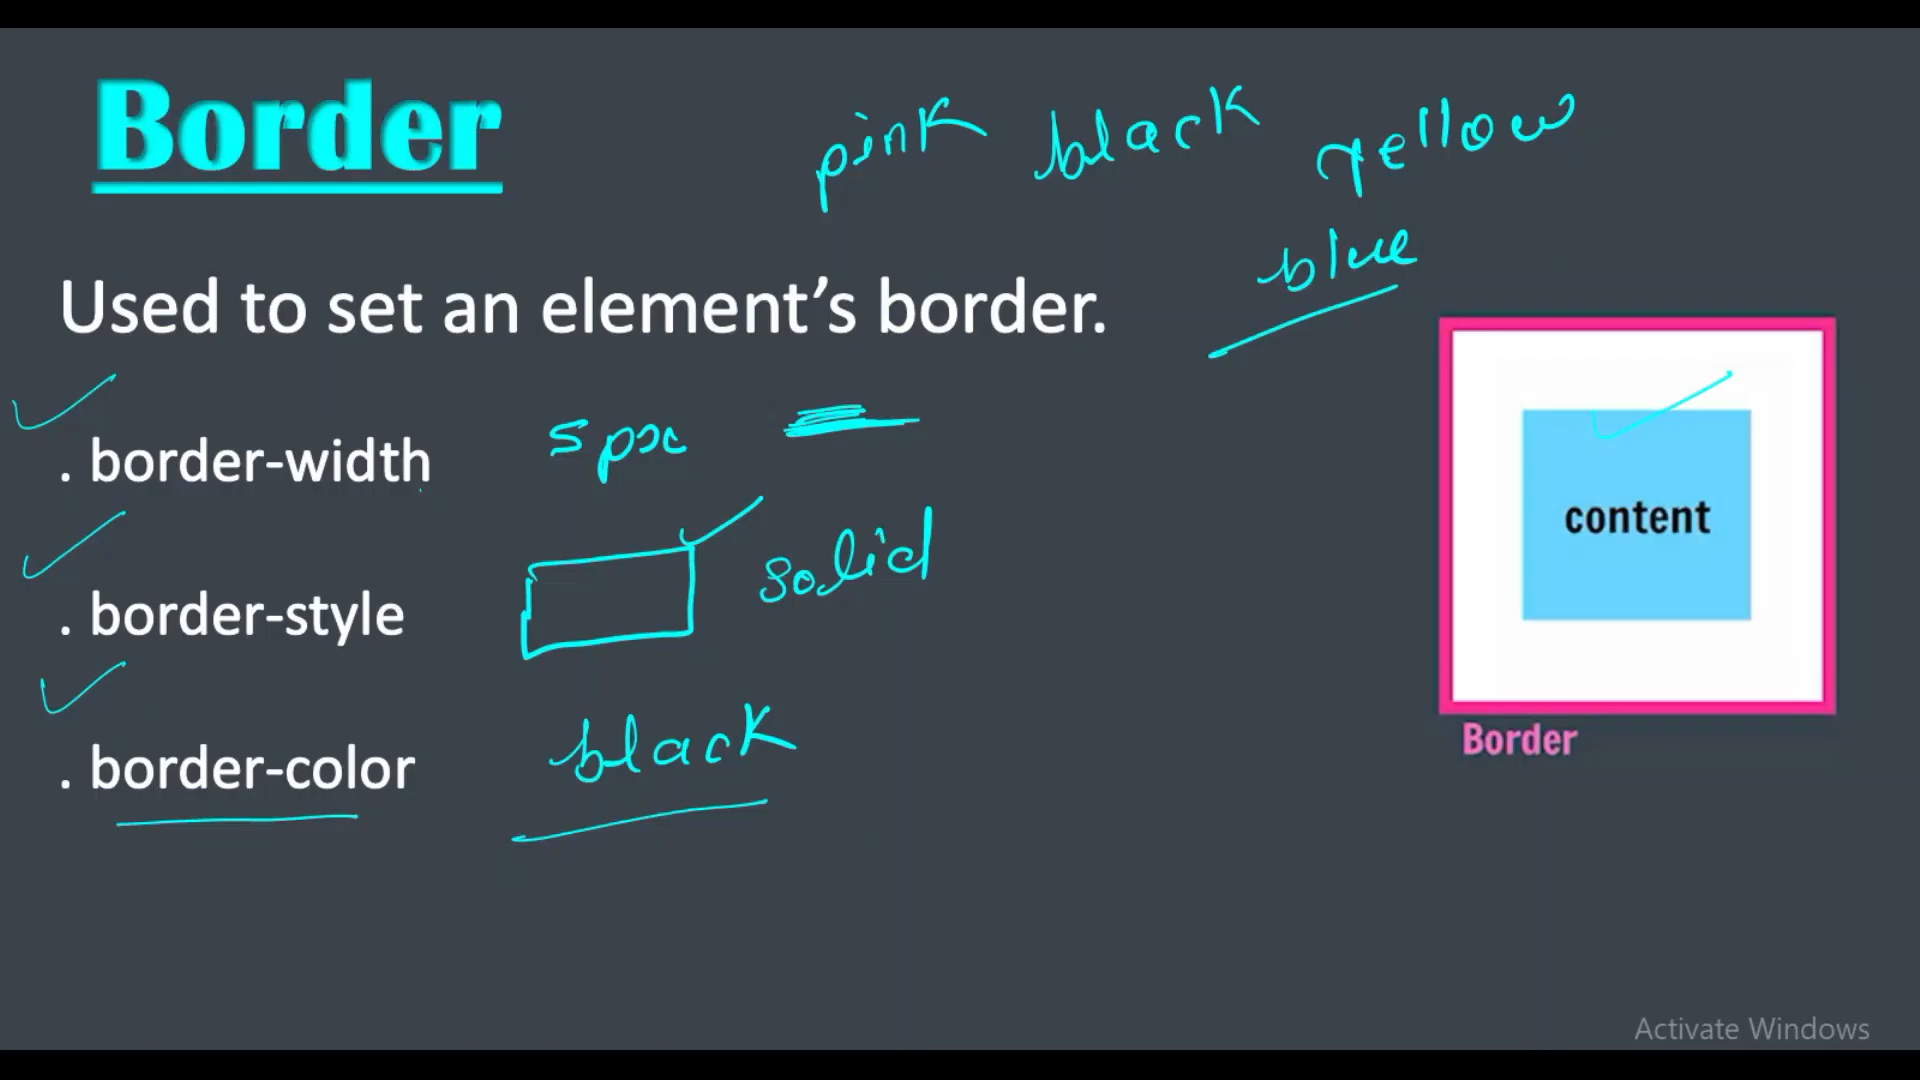 Border
pink black yellow
blue
Used to set an element’s border.
. border-width 5px
. border-style solid
. border-color black
content
Border
Activate Windows